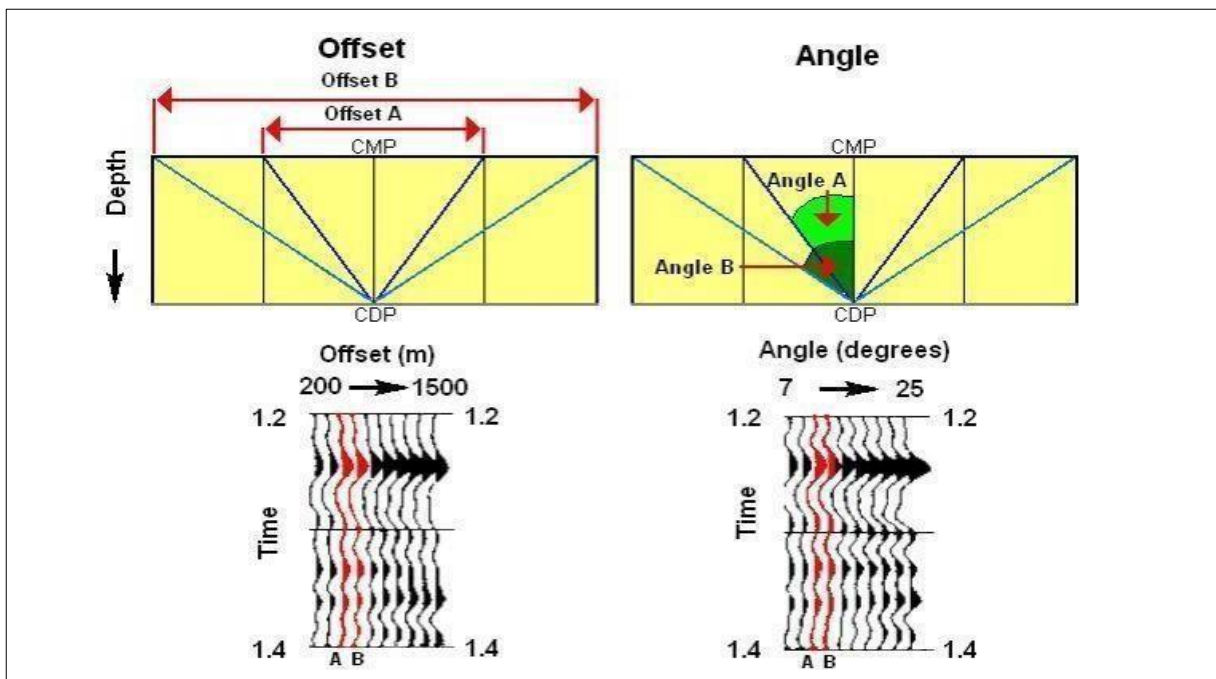 Offset
Offset B
Offset A
CMP
Depth
CDP
Angle
CMP
Angle A
Angle B
CDP
Offset (m)
200 1500
1.2 1.2
Time
1.4 1.4
A B
Angle (degrees)
7 25
1.2 1.2
Time
1.4 1.4
A B